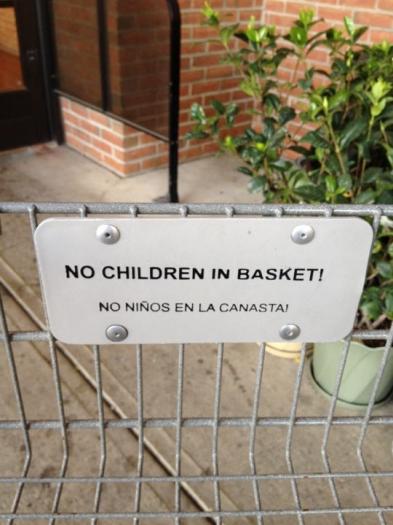 NO CHILDREN IN BASKET!
NO NIÑOS EN LA CANASTA!